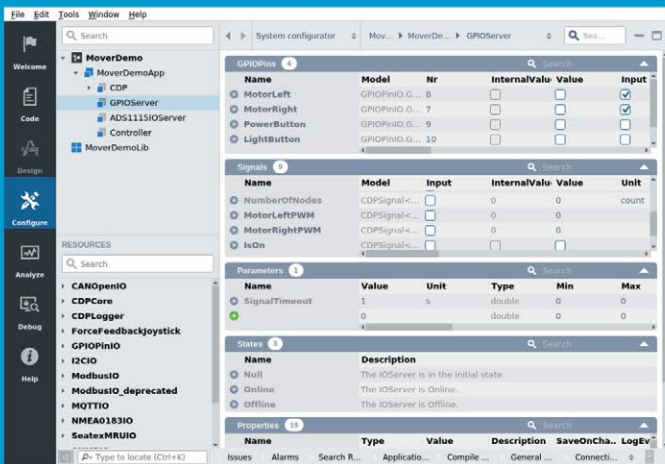 File Edit Tools Window Help
Welcome
Code
Design
Configure
Analyze
Debug
Help
Search
MoverDemo
MoverDemoApp
CDP
GPIOServer
ADS1115IOServer
Controller
MoverDemoLib
RESOURCES
Search
CANOpenIO
CDPCore
CDPLogger
ForceFeedbackJoystick
GPIOPinIO
I2CIO
ModbusIO
ModbusIO_deprecated
MQTTIO
NMEA0183IO
SeatexMRUIO
System configurator Mov... MoverDe... GPIOServer Sea...
GPIOPins 4 Search
Name Model Nr InternalValu Value Input
MotorLeft GPIOPinIO.G... 8
MotorRight GPIOPinIO.G... 7
PowerButton GPIOPinIO.G... 9
LightButton GPIOPinIO.G... 10
Signals Search
Name Model Input InternalValu Value Unit
NumberOfNodes CDPSignal<... 0 0 count
MotorLeftPWM CDPSignal<... 0 0
MotorRightPWM CDPSignal<... 0 0
IsOn CDPSignal<...
Parameters 1 Search
Name Value Unit Type Min Max
SignalTimeout 1 s double 0 0
0 double 0 0
States 3 Search
Name Description
Null The IOServer is in the initial state.
Online The IOServer is Online.
Offline The IOServer is Offline.
Properties 19 Search
Name Type Value Description SaveOnCha.. LogEv
Type to locate (Ctrl+K) Issues Alarms Search R... Applicatio... Compile ... General ... Connecti...